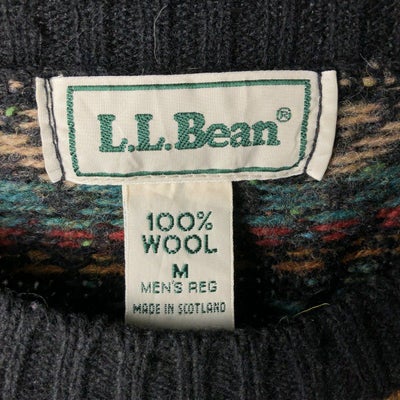 L.L.Bean®
100%
WOOL
M
MEN'S REG
MADE IN SCOTLAND